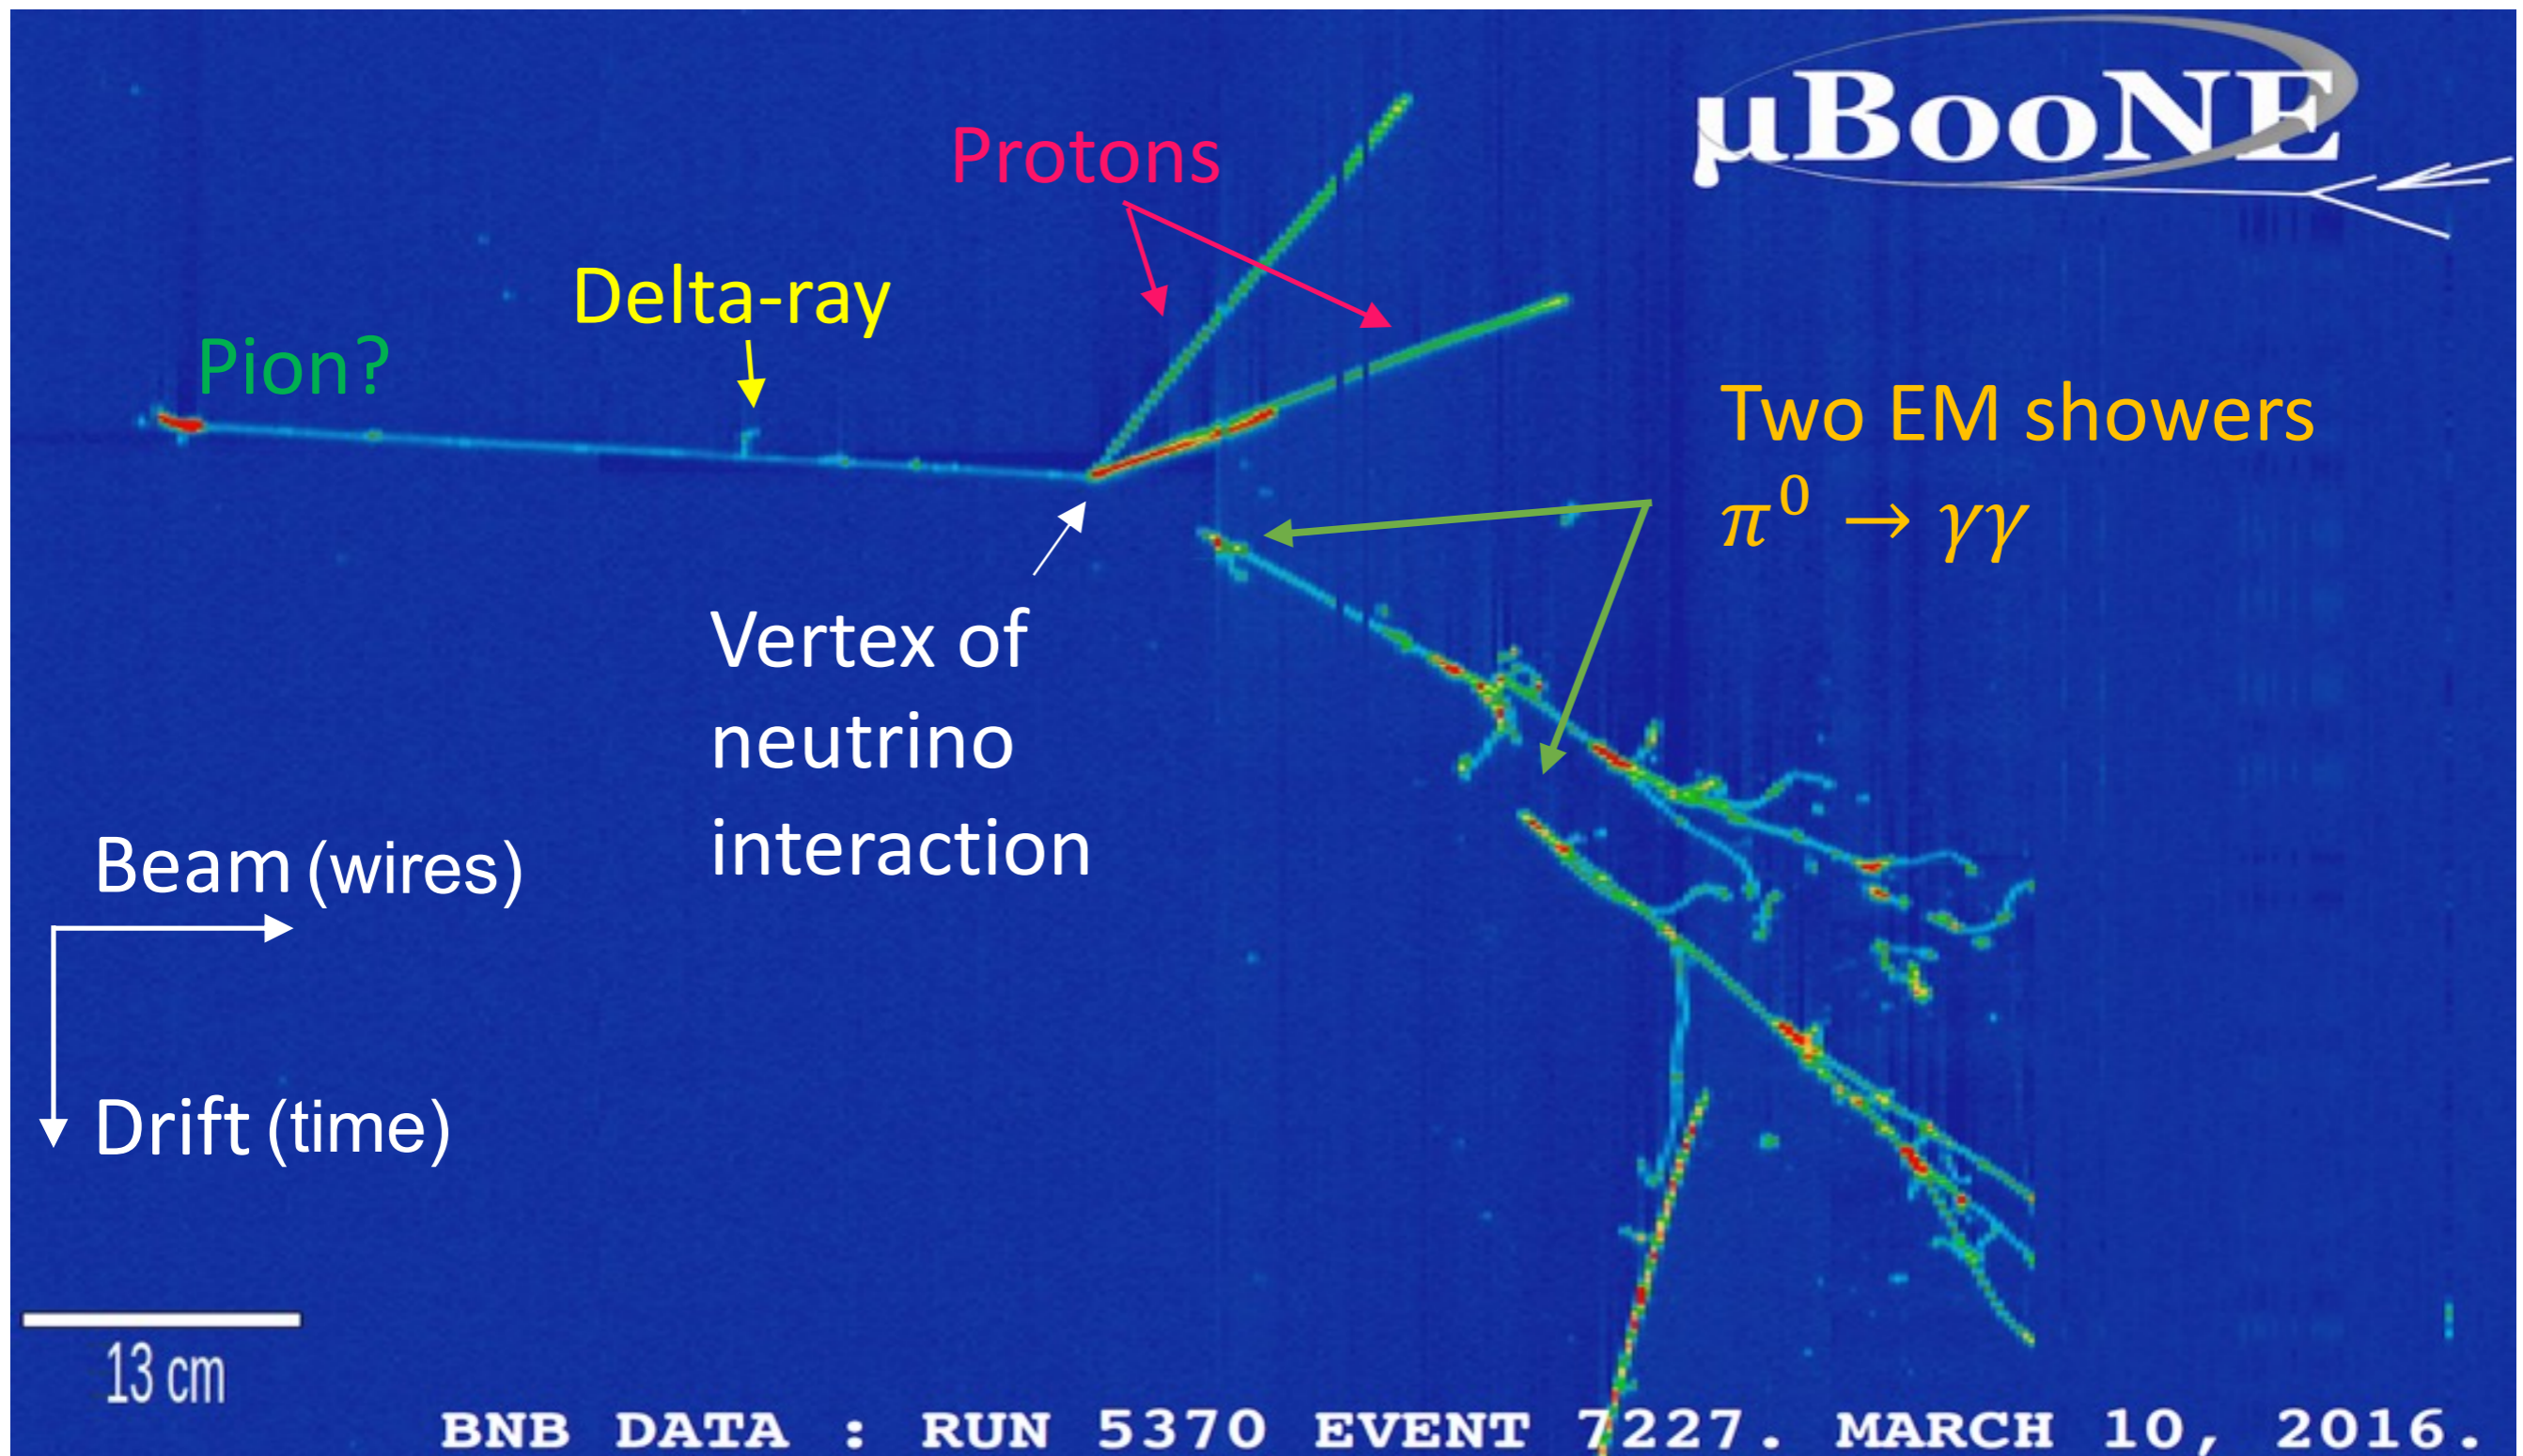 µBooNE
Protons
Delta-ray
Pion?
Two EM showers
π⁰ → γγ
Vertex of
neutrino
interaction
Beam (wires)
Drift (time)
13 cm
BNB DATA : RUN 5370 EVENT 7227. MARCH 10, 2016.